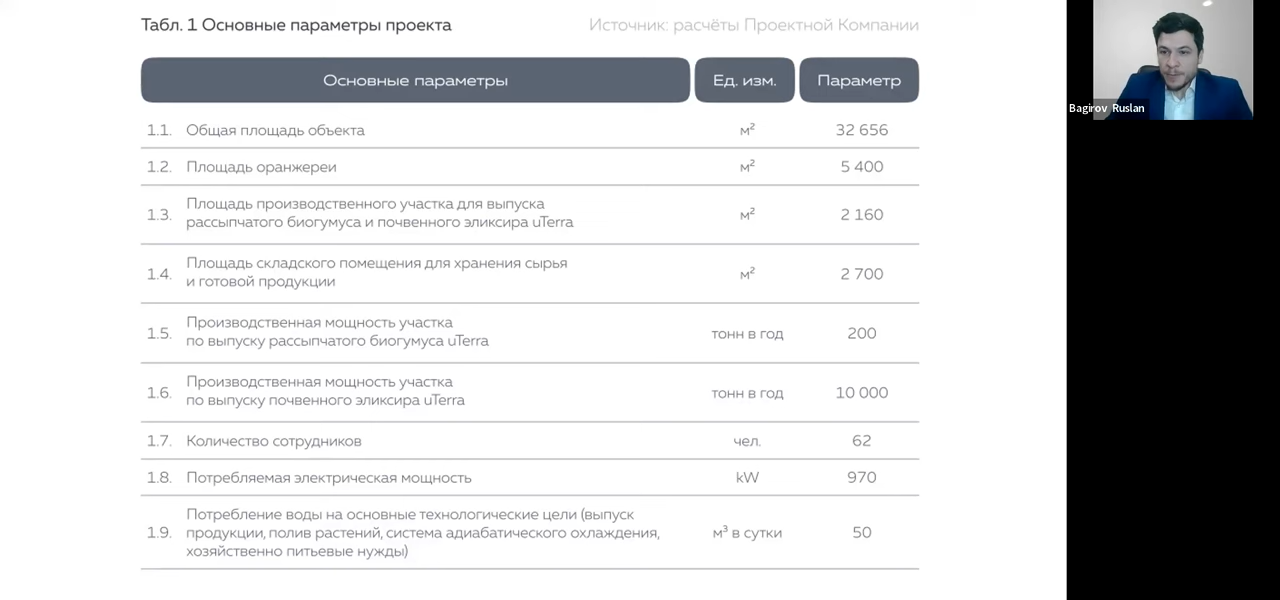 Табл. 1 Основные параметры проекта
Источник: расчёты Проектной Компании
Основные параметры Ед. изм. Параметр
1.1. Общая площадь объекта м² 32 656
1.2. Площадь оранжереи м² 5 400
1.3. Площадь производственного участка для выпуска
рассыпчатого биогумуса и почвенного эликсира uTerra м² 2 160
1.4. Площадь складского помещения для хранения сырья
и готовой продукции м² 2 700
1.5. Производственная мощность участка
по выпуску рассыпчатого биогумуса uTerra тонн в год 200
1.6. Производственная мощность участка
по выпуску почвенного эликсира uTerra тонн в год 10 000
1.7. Количество сотрудников чел. 62
1.8. Потребляемая электрическая мощность kW 970
1.9. Потребление воды на основные технологические цели (выпуск
продукции, полив растений, система адиабатического охлаждения,
хозяйственно питьевые нужды) м³ в сутки 50
Bagirov Ruslan